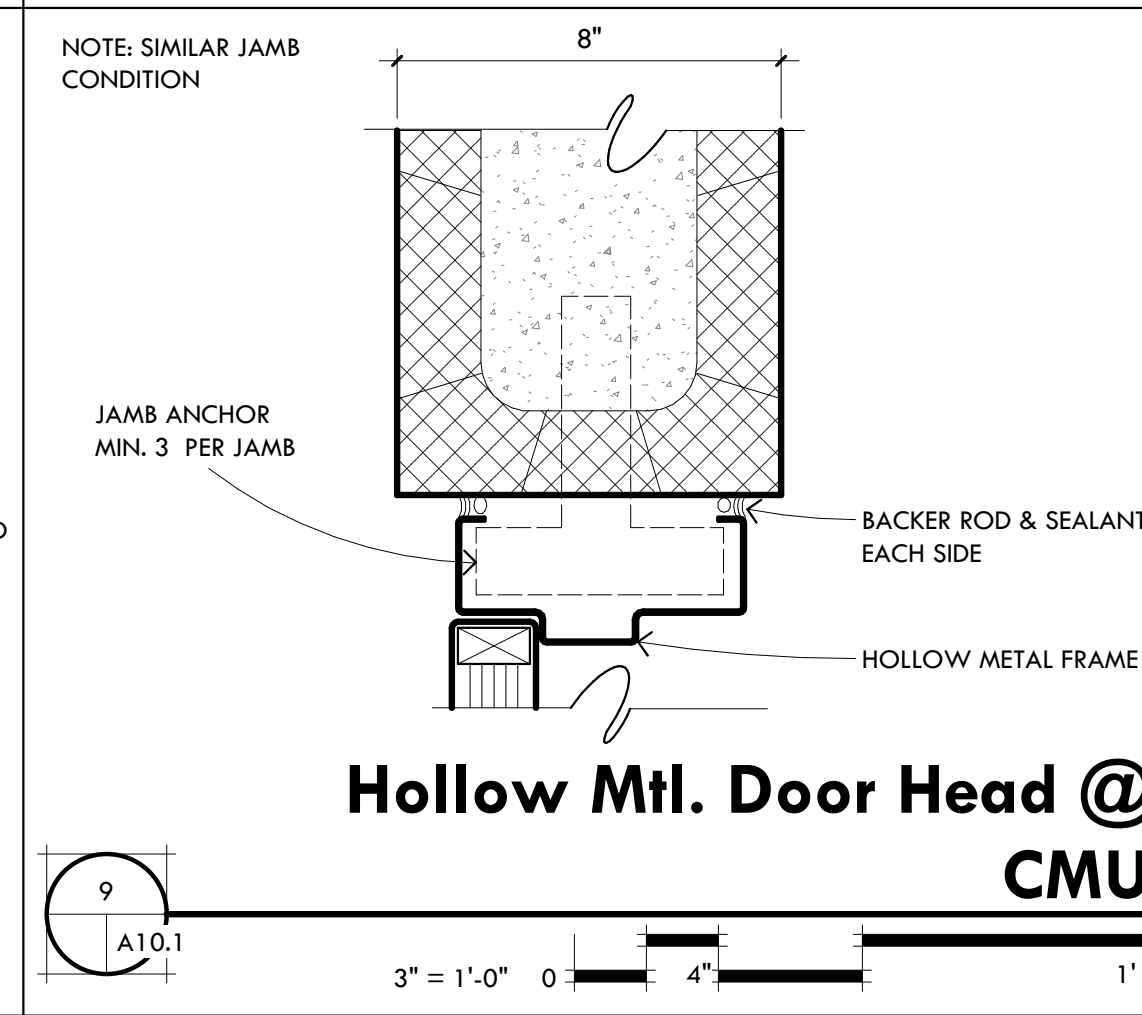 NOTE: SIMILAR JAMB
CONDITION
8"
JAMB ANCHOR
MIN. 3 PER JAMB
BACKER ROD & SEALANT
EACH SIDE
HOLLOW METAL FRAME
Hollow Mtl. Door Head @
CMU
9
A10.1
3" = 1'-0"
0
4"
1'